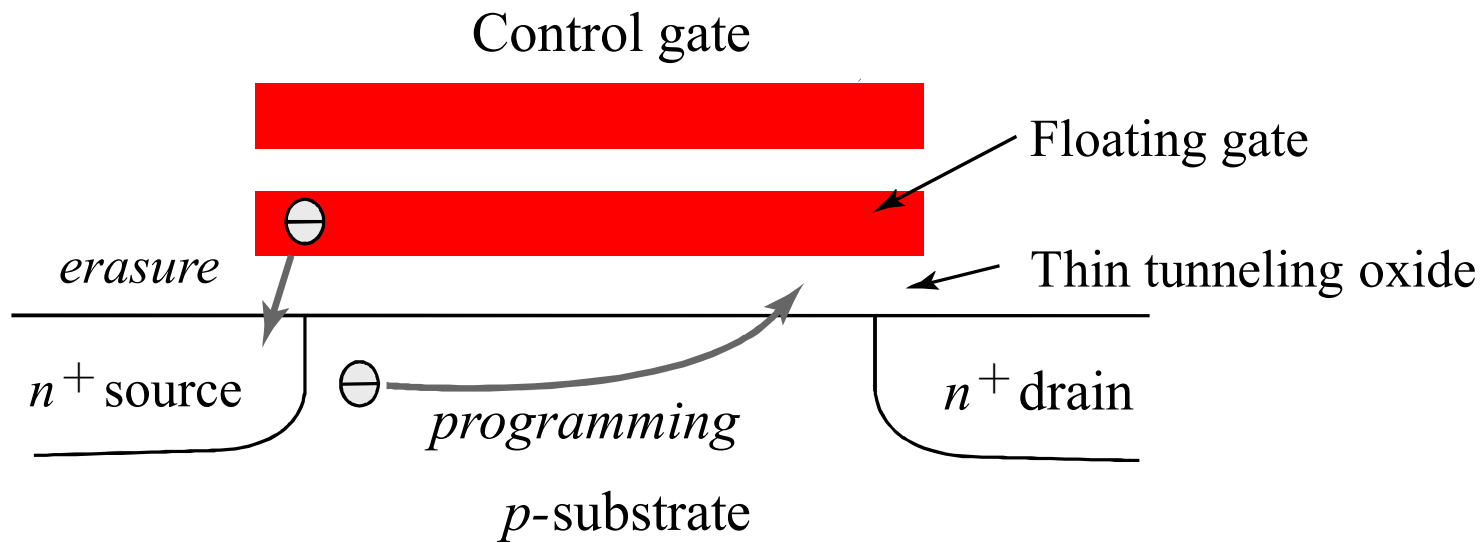 Control gate
Floating gate
erasure
Thin tunneling oxide
n+ source
programming
n+ drain
p-substrate